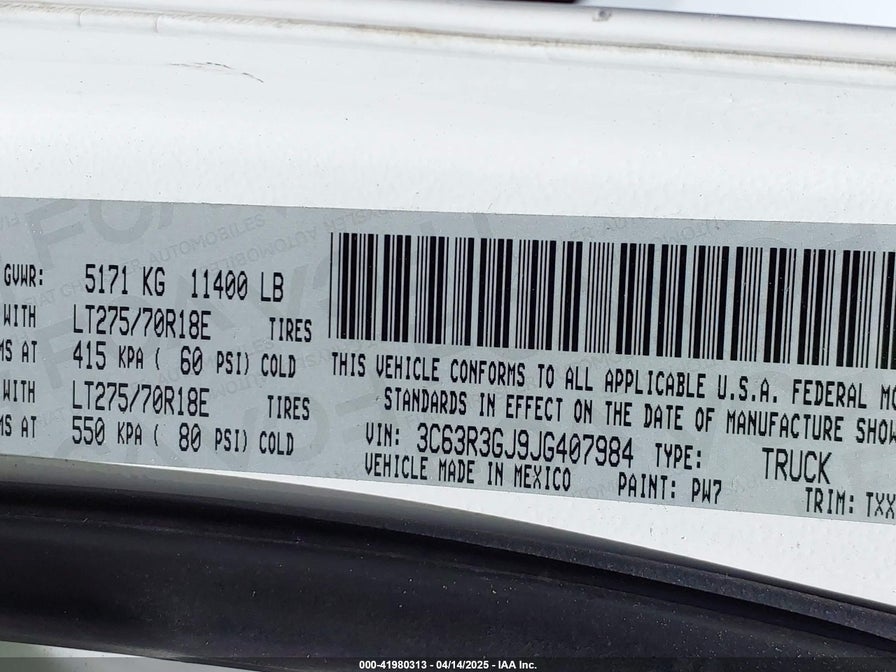 GVWR: 5171 KG 11400 LB
WITH LT275/70R18E TIRES
MS AT 415 KPA ( 60 PSI) COLD
WITH LT275/70R18E TIRES
MS AT 550 KPA ( 80 PSI) COLD
THIS VEHICLE CONFORMS TO ALL APPLICABLE U.S.A. FEDERAL MO
STANDARDS IN EFFECT ON THE DATE OF MANUFACTURE SHOW
VIN: 3C63R3GJ9JG407984 TYPE: TRUCK
VEHICLE MADE IN MEXICO PAINT: PW7 TRIM: TXX
000-41980313 - 04/14/2025 - IAA Inc.